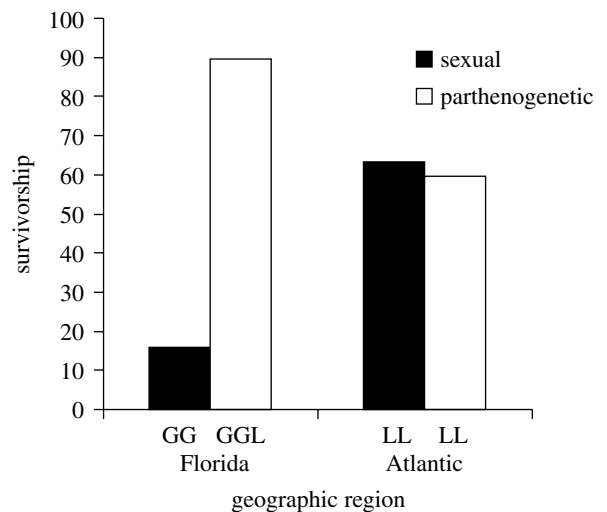 100
90
80
70
60
50
40
30
20
10
0
survivorship
sexual
parthenogenetic
GG GGL LL LL
Florida Atlantic
geographic region